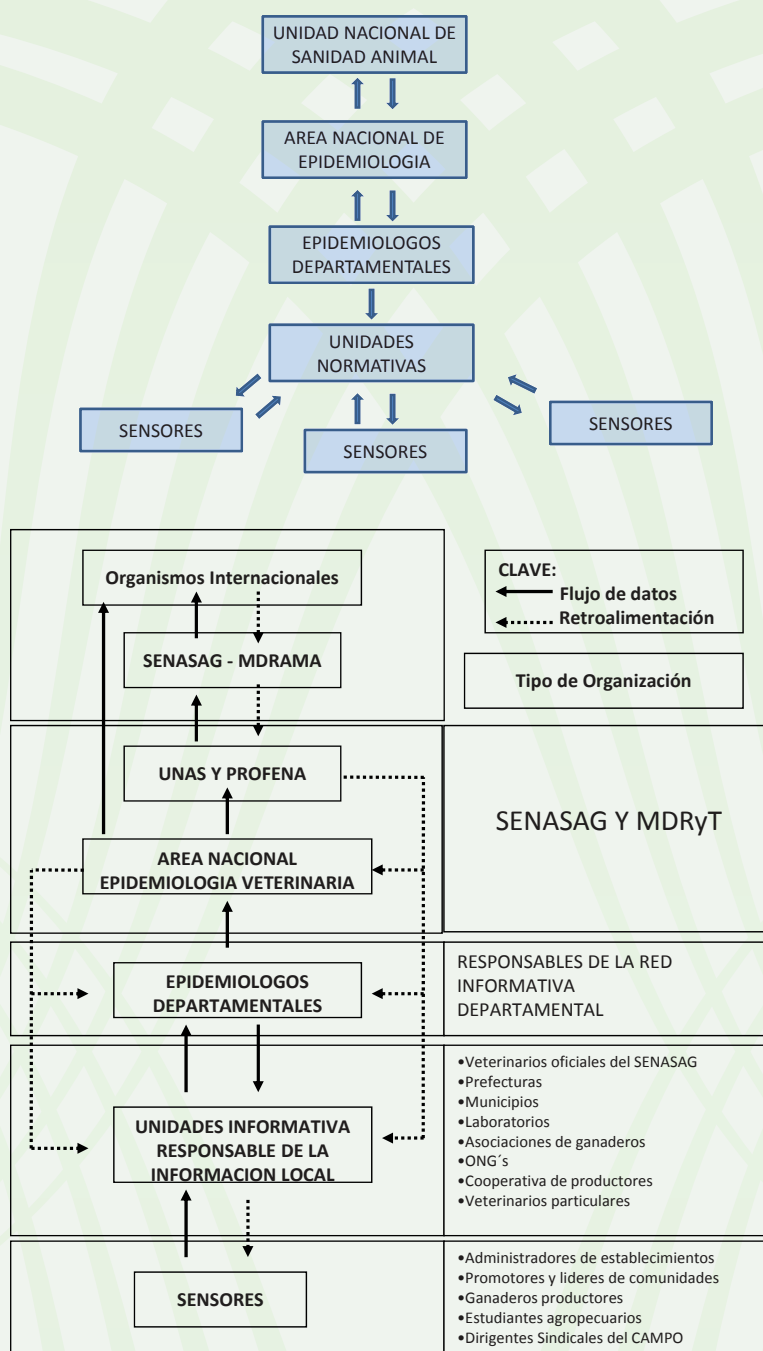 UNIDAD NACIONAL DE
SANIDAD ANIMAL
AREA NACIONAL DE
EPIDEMIOLOGIA
EPIDEMIOLOGOS
DEPARTAMENTALES
UNIDADES
NORMATIVAS
SENSORES
SENSORES
SENSORES
Organismos Internacionales
SENASAG - MDRAMA
CLAVE:
Flujo de datos
Retroalimentación
Tipo de Organización
UNAS Y PROFENA
AREA NACIONAL
EPIDEMIOLOGIA VETERINARIA
SENASAG Y MDRyT
EPIDEMIOLOGOS
DEPARTAMENTALES
RESPONSABLES DE LA RED
INFORMATIVA
DEPARTAMENTAL
UNIDADES INFORMATIVA
RESPONSABLE DE LA
INFORMACION LOCAL
•Veterinarios oficiales del SENASAG
•Prefecturas
•Municipios
•Laboratorios
•Asociaciones de ganaderos
•ONG´s
•Cooperativa de productores
•Veterinarios particulares
SENSORES
•Administradores de establecimientos
•Promotores y lideres de comunidades
•Ganaderos productores
•Estudiantes agropecuarios
•Dirigentes Sindicales del CAMPO